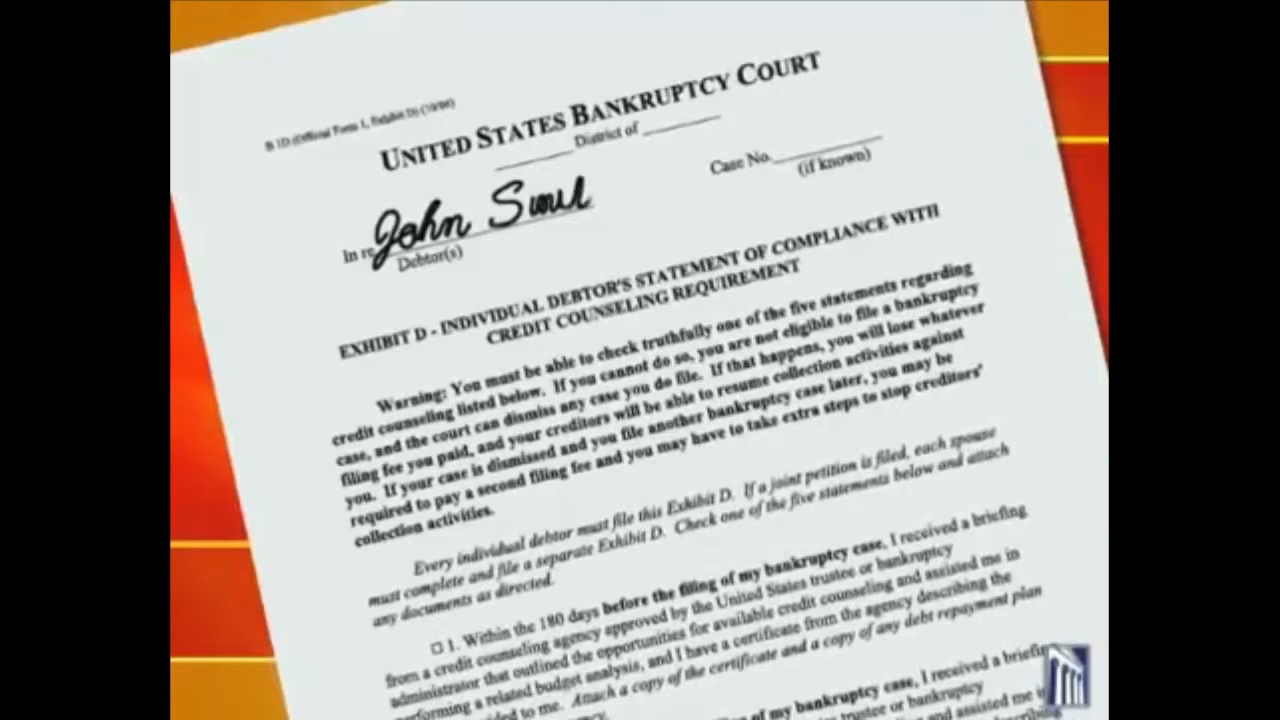 B 1D (Official Form 1, Exhibit D) (10/06)
UNITED STATES BANKRUPTCY COURT
________ District of ________
Case No. ________
(if known)
In re John
Debtor(s)
EXHIBIT D - INDIVIDUAL DEBTOR'S STATEMENT OF COMPLIANCE WITH
CREDIT COUNSELING REQUIREMENT
Warning: You must be able to check truthfully one of the five statements regarding
credit counseling listed below. If you cannot do so, you are not eligible to file a bankruptcy
case, and the court can dismiss any case you do file. If that happens, you will lose whatever
filing fee you paid, and your creditors will be able to resume collection activities against
you. If your case is dismissed and you file another bankruptcy case later, you may be
required to pay a second filing fee and you may have to take extra steps to stop creditors'
collection activities.
Every individual debtor must file this Exhibit D. If a joint petition is filed, each spouse
must complete and file a separate Exhibit D. Check one of the five statements below and attach
any documents as directed.
☐ 1. Within the 180 days before the filing of my bankruptcy case, I received a briefing
from a credit counseling agency approved by the United States trustee or bankruptcy
administrator that outlined the opportunities for available credit counseling and assisted me in
performing a related budget analysis, and I have a certificate from the agency describing the
to me. Attach a copy of the certificate and a copy of any debt repayment plan
of my bankruptcy case, I received a briefing
trustee or bankruptcy
counseling and assisted me